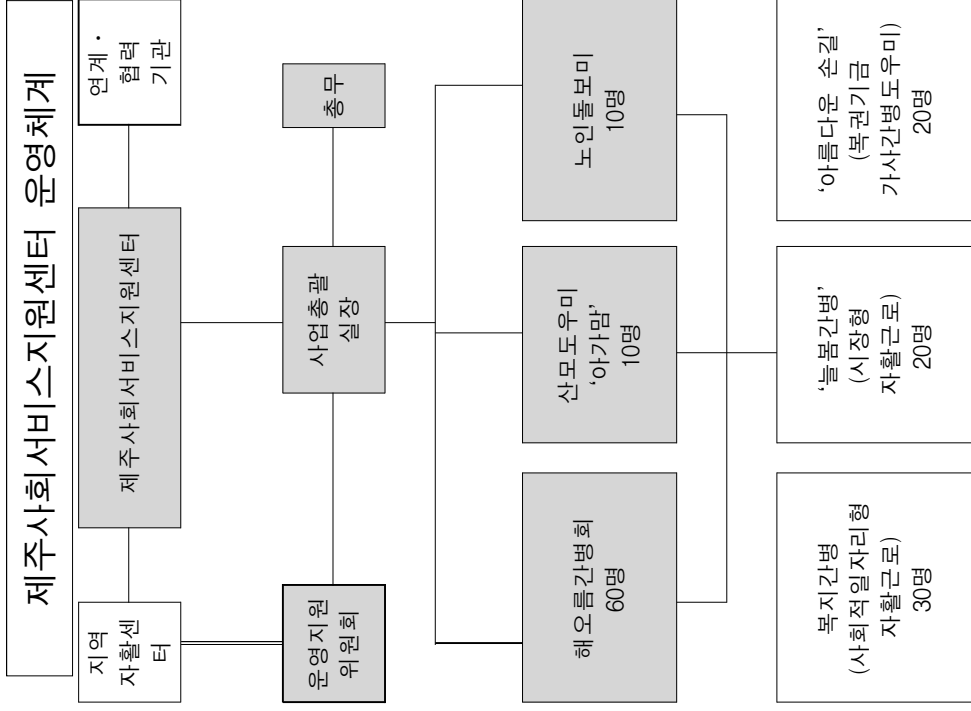 제주사회서비스지원센터 운영체계
지역
자활센
터
제주사회서비스지원센터
연계·
협력
기관
운영지원
위원회
사업총괄
실장
총무
해오름간병회
60명
산모도우미
‘아가맘’
10명
노인돌보미
10명
복지간병
(사회적일자리형
자활근로)
30명
‘늘봄간병’
(시장형
자활근로)
20명
‘아름다운 손길’
(복권기금
가사간병도우미)
20명